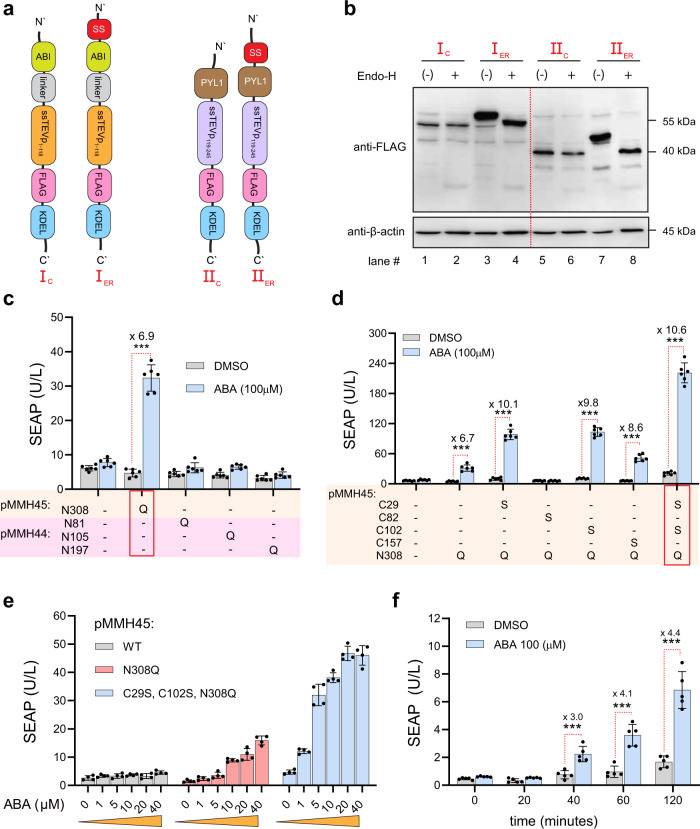 a
N` N` N` N`
SS
ABI ABI PYL1 SS
linker linker PYL1
ssTEVp1-118 ssTEVp1-118 ssTEVp119-245 ssTEVp119-245
FLAG FLAG FLAG FLAG
KDEL KDEL KDEL KDEL
C` C` C` C`
IC IER IIC IIER
b
IC IER IIC IIER
Endo-H (-) + (-) + (-) + (-) +
anti-FLAG
55 kDa
40 kDa
anti-β-actin 45 kDa
lane # 1 2 3 4 5 6 7 8
c
SEAP (U/L)
50
40
30
20
10
0
x 6.9
***
DMSO
ABA (100μM)
pMMH45: N308 - Q - - -
pMMH44:
N81 - - Q - -
N105 - - - Q -
N197 - - - - Q
d
SEAP (U/L)
300
240
180
120
60
0
DMSO
ABA (100μM)
x6.7
***
x 10.1
***
x9.8
***
x 8.6
***
x 10.6
***
pMMH45:
C29 - - S - - - S
C82 - - - S - - -
C102 - - - - S - S
C157 - - - - - S -
N308 - Q Q Q Q Q Q
e
pMMH45:
WT
N308Q
C29S, C102S, N308Q
SEAP (U/L)
60
50
40
30
20
10
0
ABA (μM) 0 1 5 10 20 40 0 1 5 10 20 40 0 1 5 10 20 40
f
DMSO
ABA 100 (μM)
SEAP (U/L)
12
10
8
6
4
2
0
x 3.0
***
x 4.1
***
x 4.4
***
0 20 40 60 120
time (minutes)